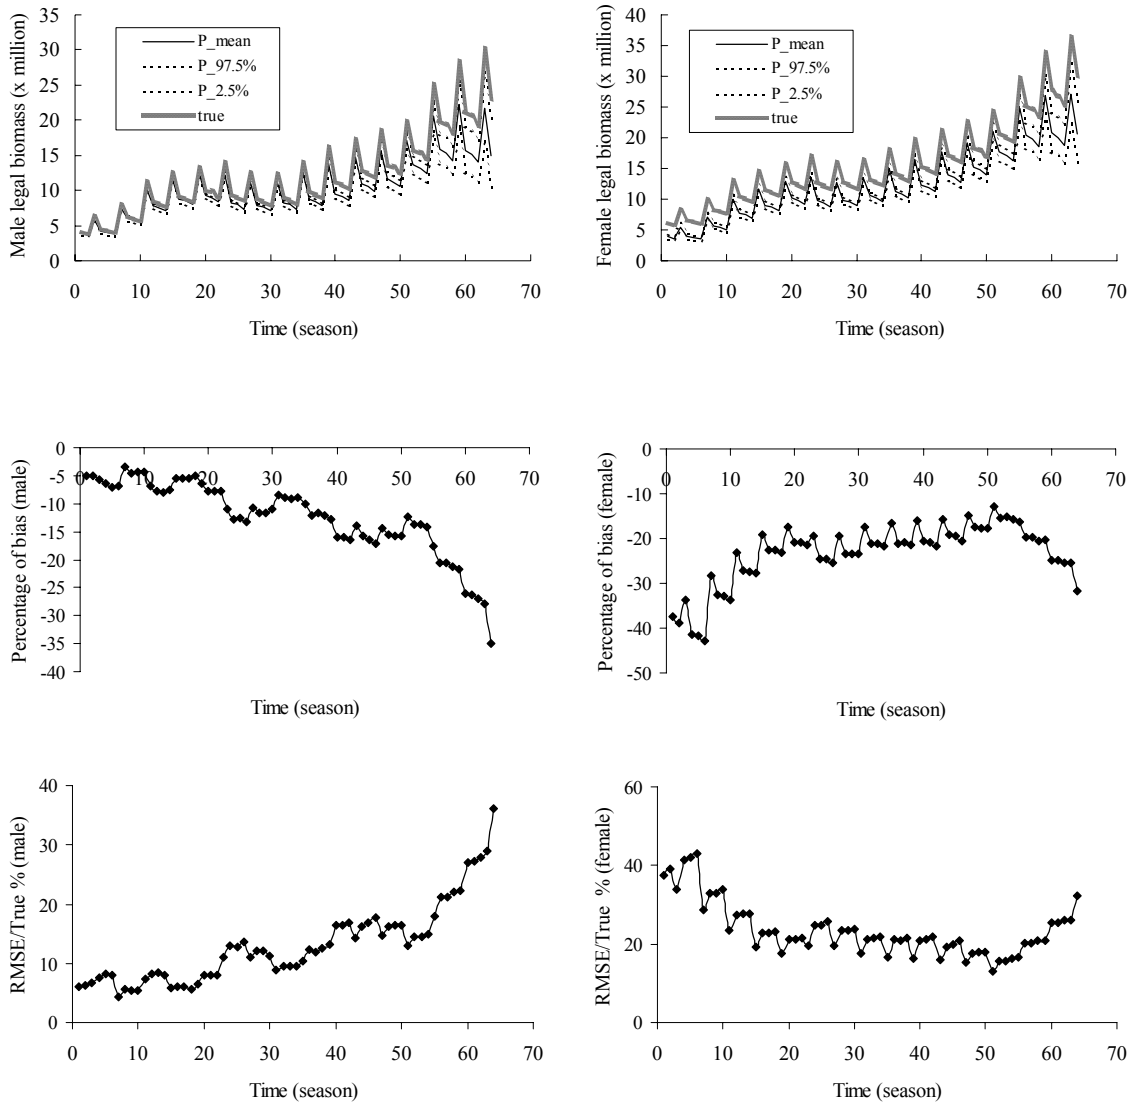 Male legal biomass (x million)
35
30
25
20
15
10
5
0
P_mean
P_97.5%
P_2.5%
true
0 10 20 30 40 50 60 70
Time (season)
Female legal biomass (x million)
40
35
30
25
20
15
10
5
0
P_mean
P_97.5%
P_2.5%
true
0 10 20 30 40 50 60 70
Time (season)
Percentage of bias (male)
0
-5
-10
-15
-20
-25
-30
-35
-40
0 10 20 30 40 50 60 70
Time (season)
Percentage of bias (female)
0
-10
-20
-30
-40
-50
0 10 20 30 40 50 60 70
Time (season)
RMSE/True % (male)
40
30
20
10
0
0 10 20 30 40 50 60 70
Time (season)
RMSE/True % (female)
60
40
20
0
0 10 20 30 40 50 60 70
Time (season)